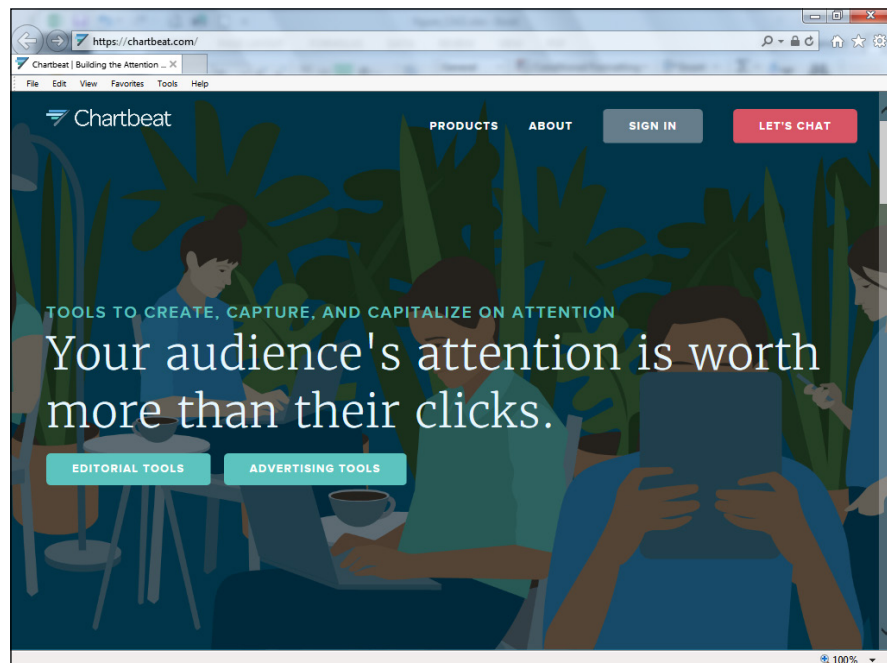 https://chartbeat.com/
Chartbeat | Building the Attention ...
File Edit View Favorites Tools Help
Chartbeat
PRODUCTS ABOUT SIGN IN LET'S CHAT
TOOLS TO CREATE, CAPTURE, AND CAPITALIZE ON ATTENTION
Your audience's attention is worth
more than their clicks.
EDITORIAL TOOLS ADVERTISING TOOLS
100%